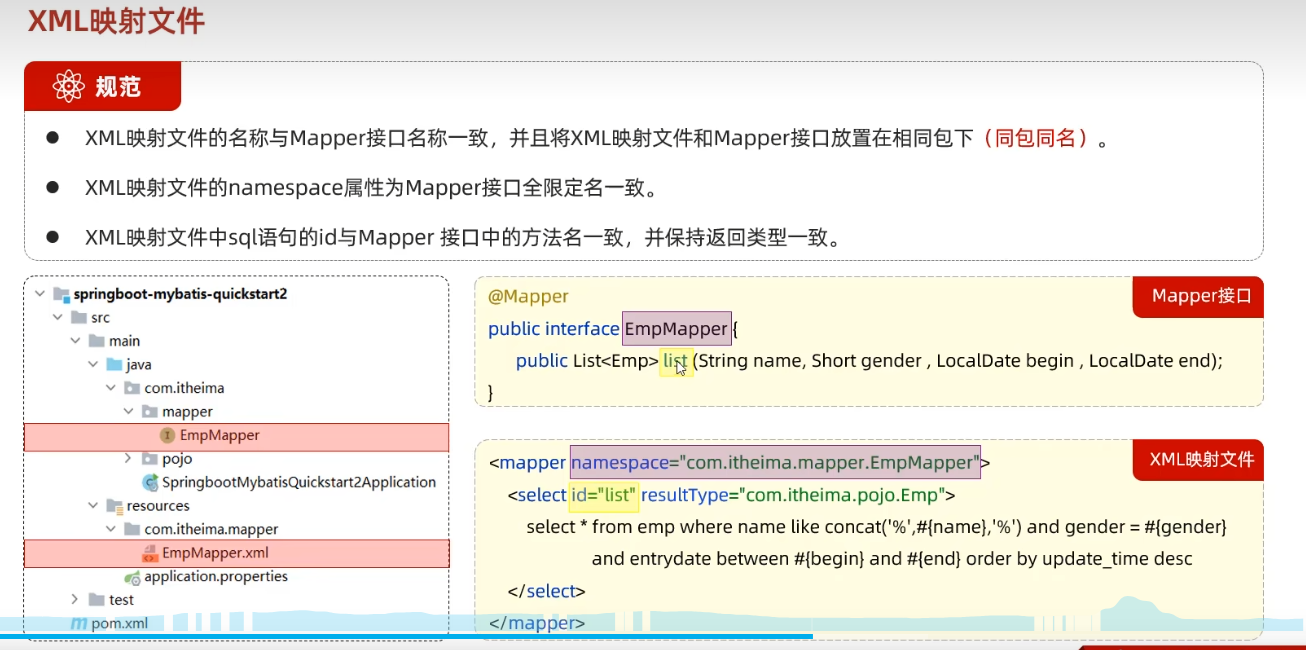 XML映射文件
规范
● XML映射文件的名称与Mapper接口名称一致，并且将XML映射文件和Mapper接口放置在相同包下（同包同名）。
● XML映射文件的namespace属性为Mapper接口全限定名一致。
● XML映射文件中sql语句的id与Mapper 接口中的方法名一致，并保持返回类型一致。
springboot-mybatis-quickstart2
src
main
java
com.itheima
mapper
I EmpMapper
pojo
SpringbootMybatisQuickstart2Application
resources
com.itheima.mapper
EmpMapper.xml
application.properties
test
m pom.xml
Mapper接口
@Mapper
public interface EmpMapper {
public List<Emp> list (String name, Short gender , LocalDate begin , LocalDate end);
}
XML映射文件
<mapper namespace="com.itheima.mapper.EmpMapper">
<select id="list" resultType="com.itheima.pojo.Emp">
select * from emp where name like concat('%',#{name},'%') and gender = #{gender}
and entrydate between #{begin} and #{end} order by update_time desc
</select>
</mapper>